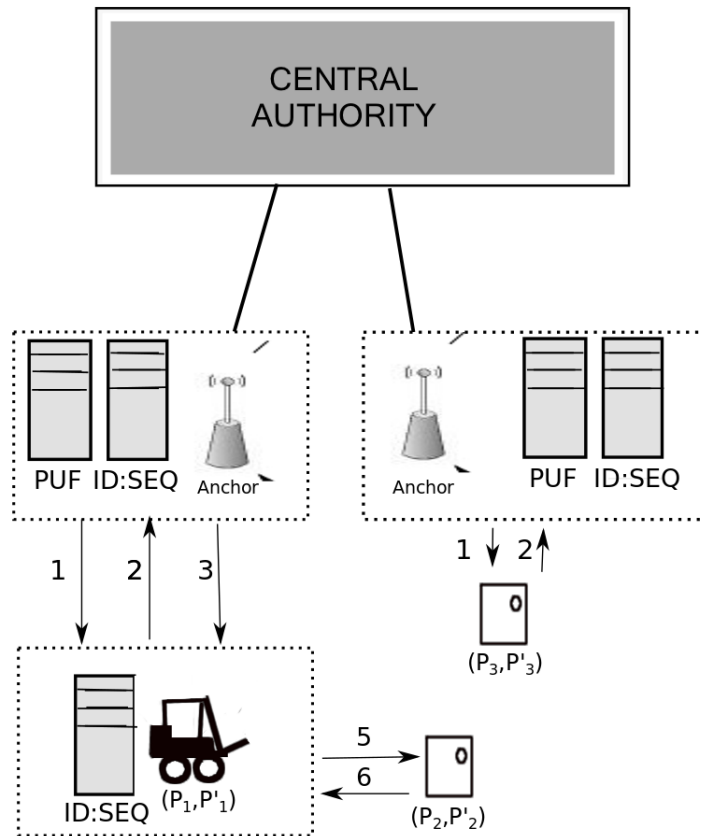 CENTRAL
AUTHORITY
PUF ID:SEQ
Anchor
Anchor
PUF ID:SEQ
1 2 3
1 2
(P₃,P'₃)
ID:SEQ
(P₁,P'₁)
5
6
(P₂,P'₂)